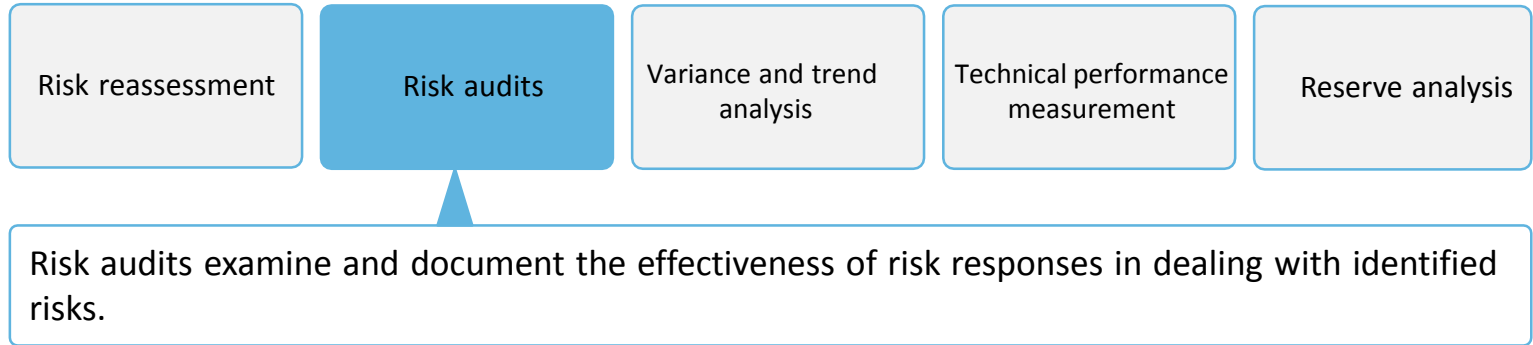 Risk reassessment
Risk audits
Variance and trend
analysis
Technical performance
measurement
Reserve analysis
Risk audits examine and document the effectiveness of risk responses in dealing with identified
risks.